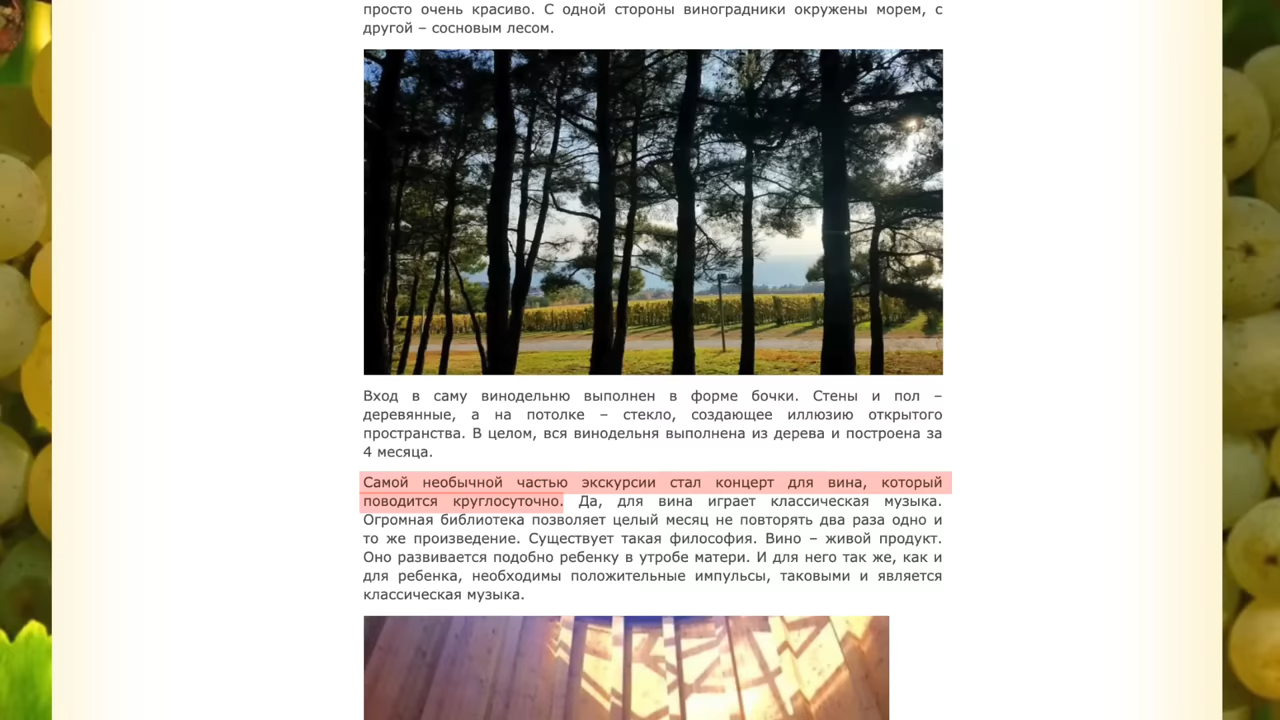 просто очень красиво. С одной стороны виноградники окружены морем, с
другой – сосновым лесом.
Вход в саму винодельню выполнен в форме бочки. Стены и пол –
деревянные, а на потолке – стекло, создающее иллюзию открытого
пространства. В целом, вся винодельня выполнена из дерева и построена за
4 месяца.
Самой необычной частью экскурсии стал концерт для вина, который
поводится круглосуточно. Да, для вина играет классическая музыка.
Огромная библиотека позволяет целый месяц не повторять два раза одно и
то же произведение. Существует такая философия. Вино – живой продукт.
Оно развивается подобно ребенку в утробе матери. И для него так же, как и
для ребенка, необходимы положительные импульсы, таковыми и является
классическая музыка.